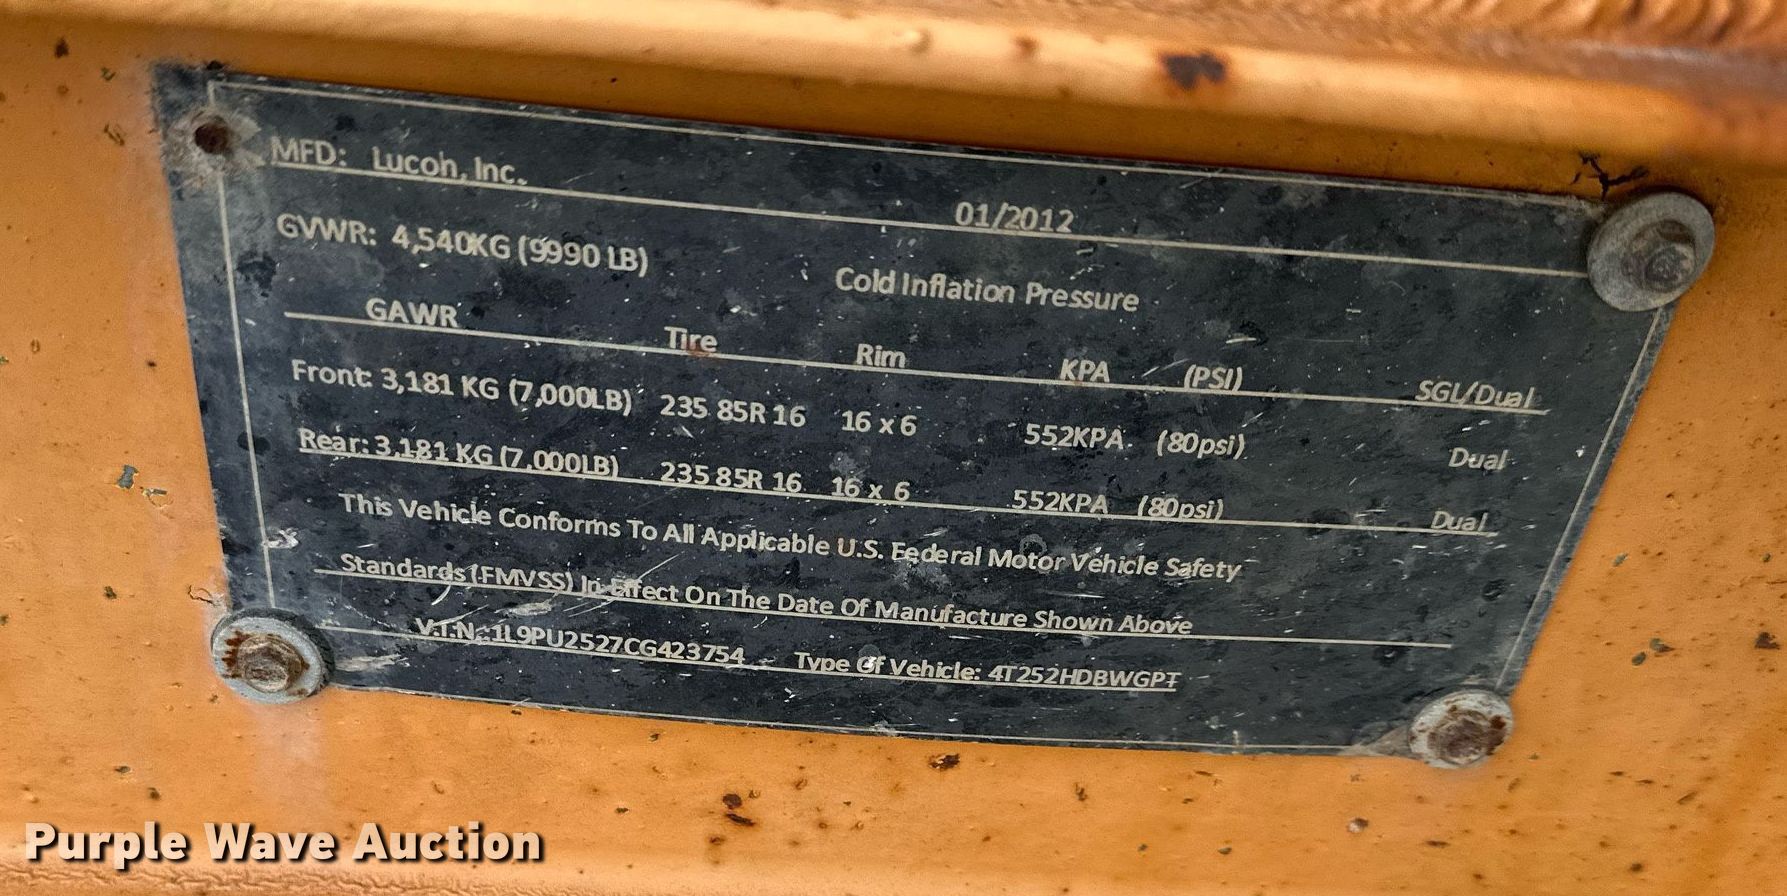 MFD: Lucon, Inc.
01/2012
GVWR: 4,540KG (9990 LB)
Cold Inflation Pressure
GAWR Tire Rim KPA (PSI) SGL/Dual
Front: 3,181 KG (7,000LB) 235 85R 16 16 x 6 552KPA (80psi) Dual
Rear: 3,181 KG (7,000LB) 235 85R 16 16 x 6 552KPA (80psi) Dual
This Vehicle Conforms To All Applicable U.S. Federal Motor Vehicle Safety
Standards (FMVSS) In Effect On The Date Of Manufacture Shown Above
V.I.N.:1L9PU2527CG423754 Type Of Vehicle: 4T252HDBWGPT
Purple Wave Auction